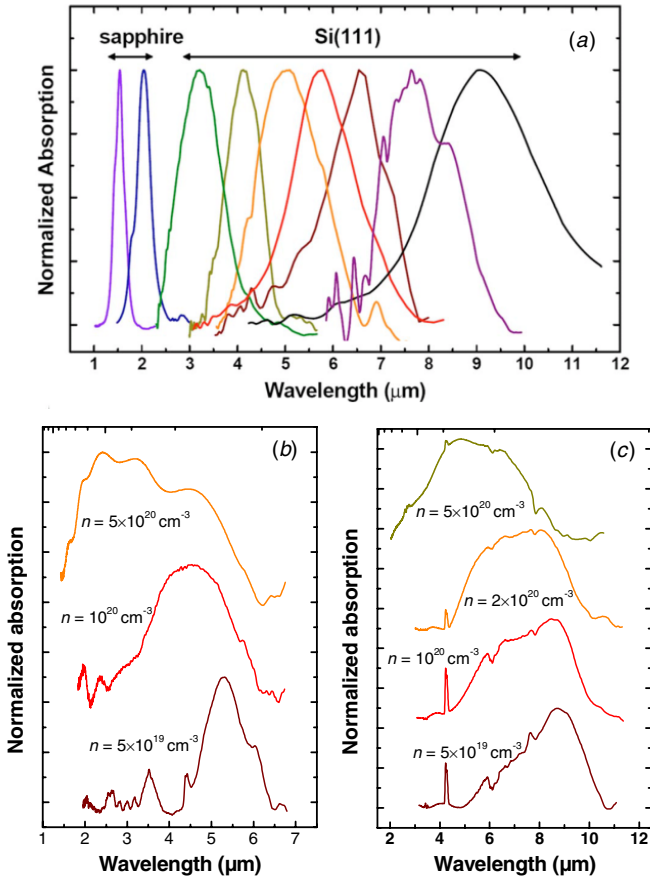 sapphire
Si(111)
(a)
Normalized Absorption
1 2 3 4 5 6 7 8 9 10 11 12
Wavelength (μm)
(b)
n = 5×10²⁰ cm⁻³
n = 10²⁰ cm⁻³
n = 5×10¹⁹ cm⁻³
Normalized absorption
1 2 3 4 5 6 7
Wavelength (μm)
(c)
n = 5×10²⁰ cm⁻³
n = 2×10²⁰ cm⁻³
n = 10²⁰ cm⁻³
n = 5×10¹⁹ cm⁻³
Normalized absorption
2 4 6 8 10
Wavelength (μm)